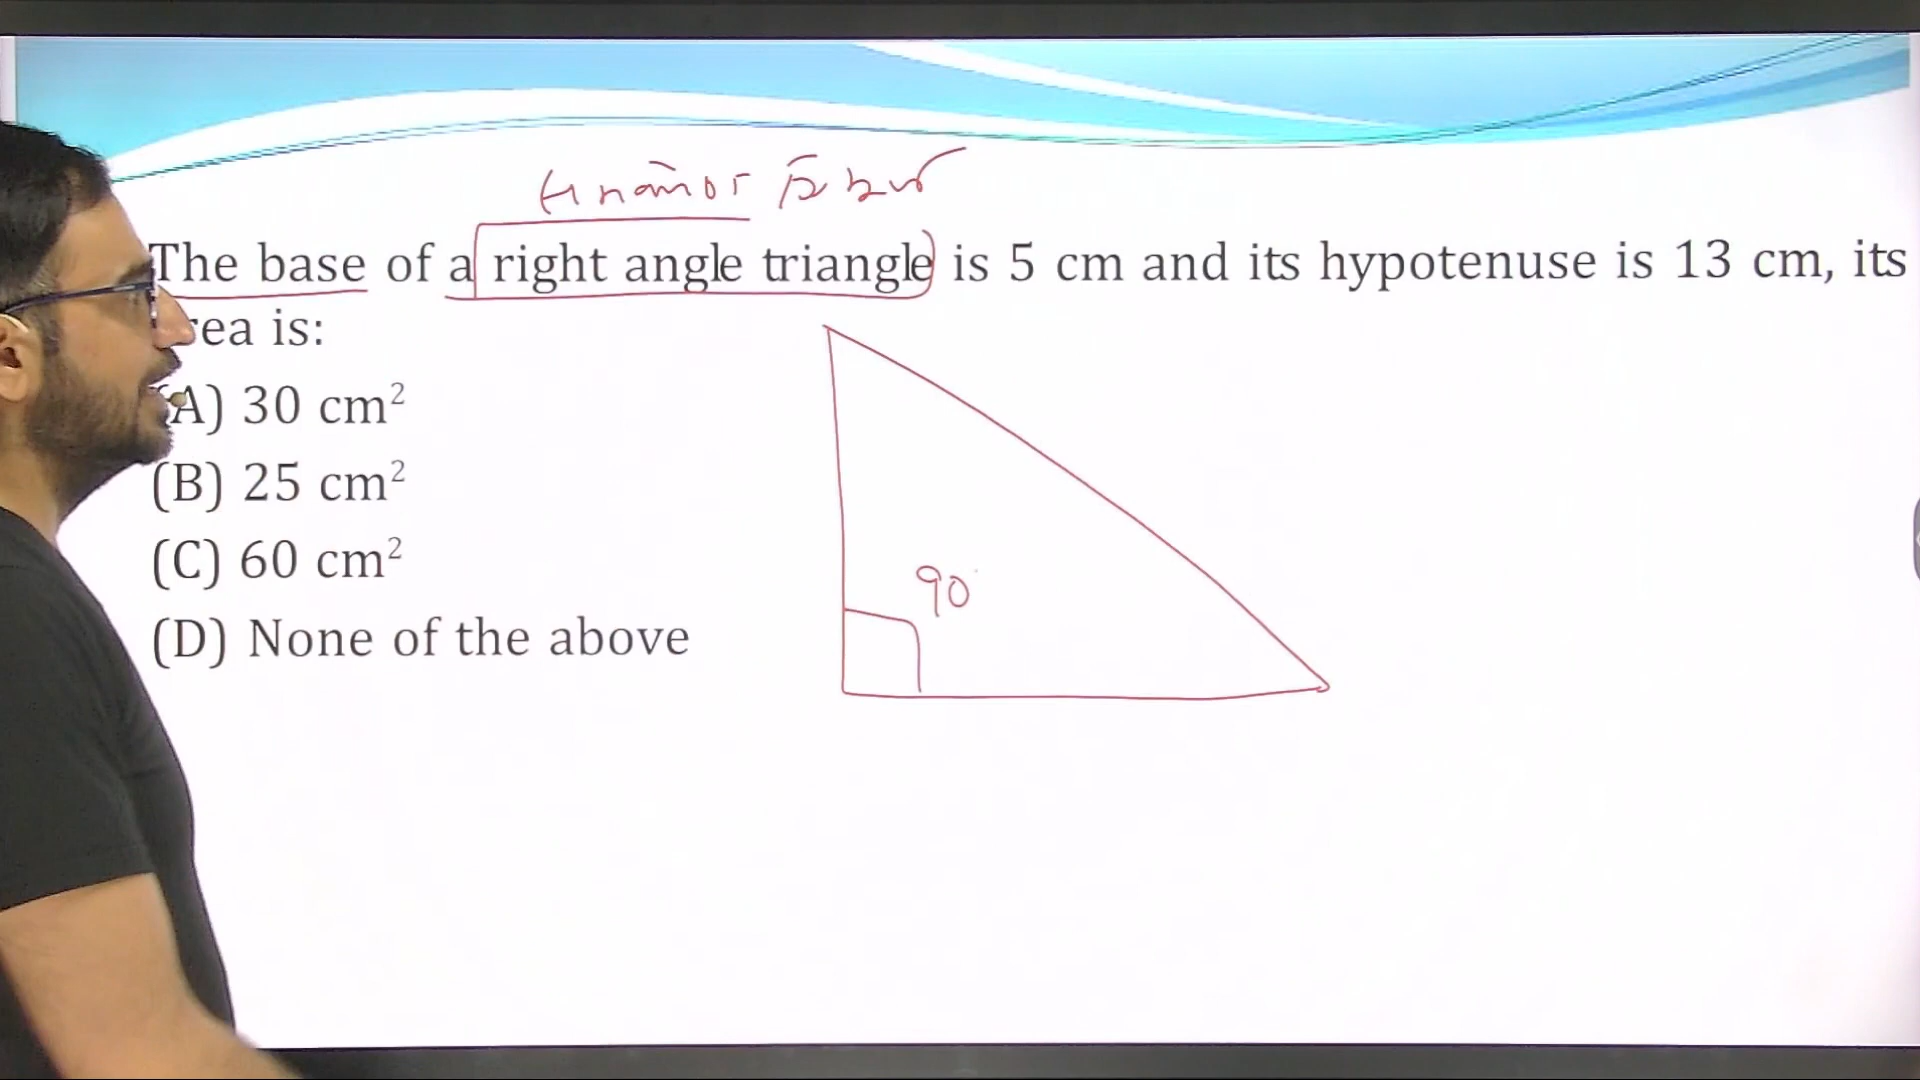 The base of a right angle triangle is 5 cm and its hypotenuse is 13 cm, its
rea is:
(A) 30 cm²
(B) 25 cm²
(C) 60 cm²
(D) None of the above
90